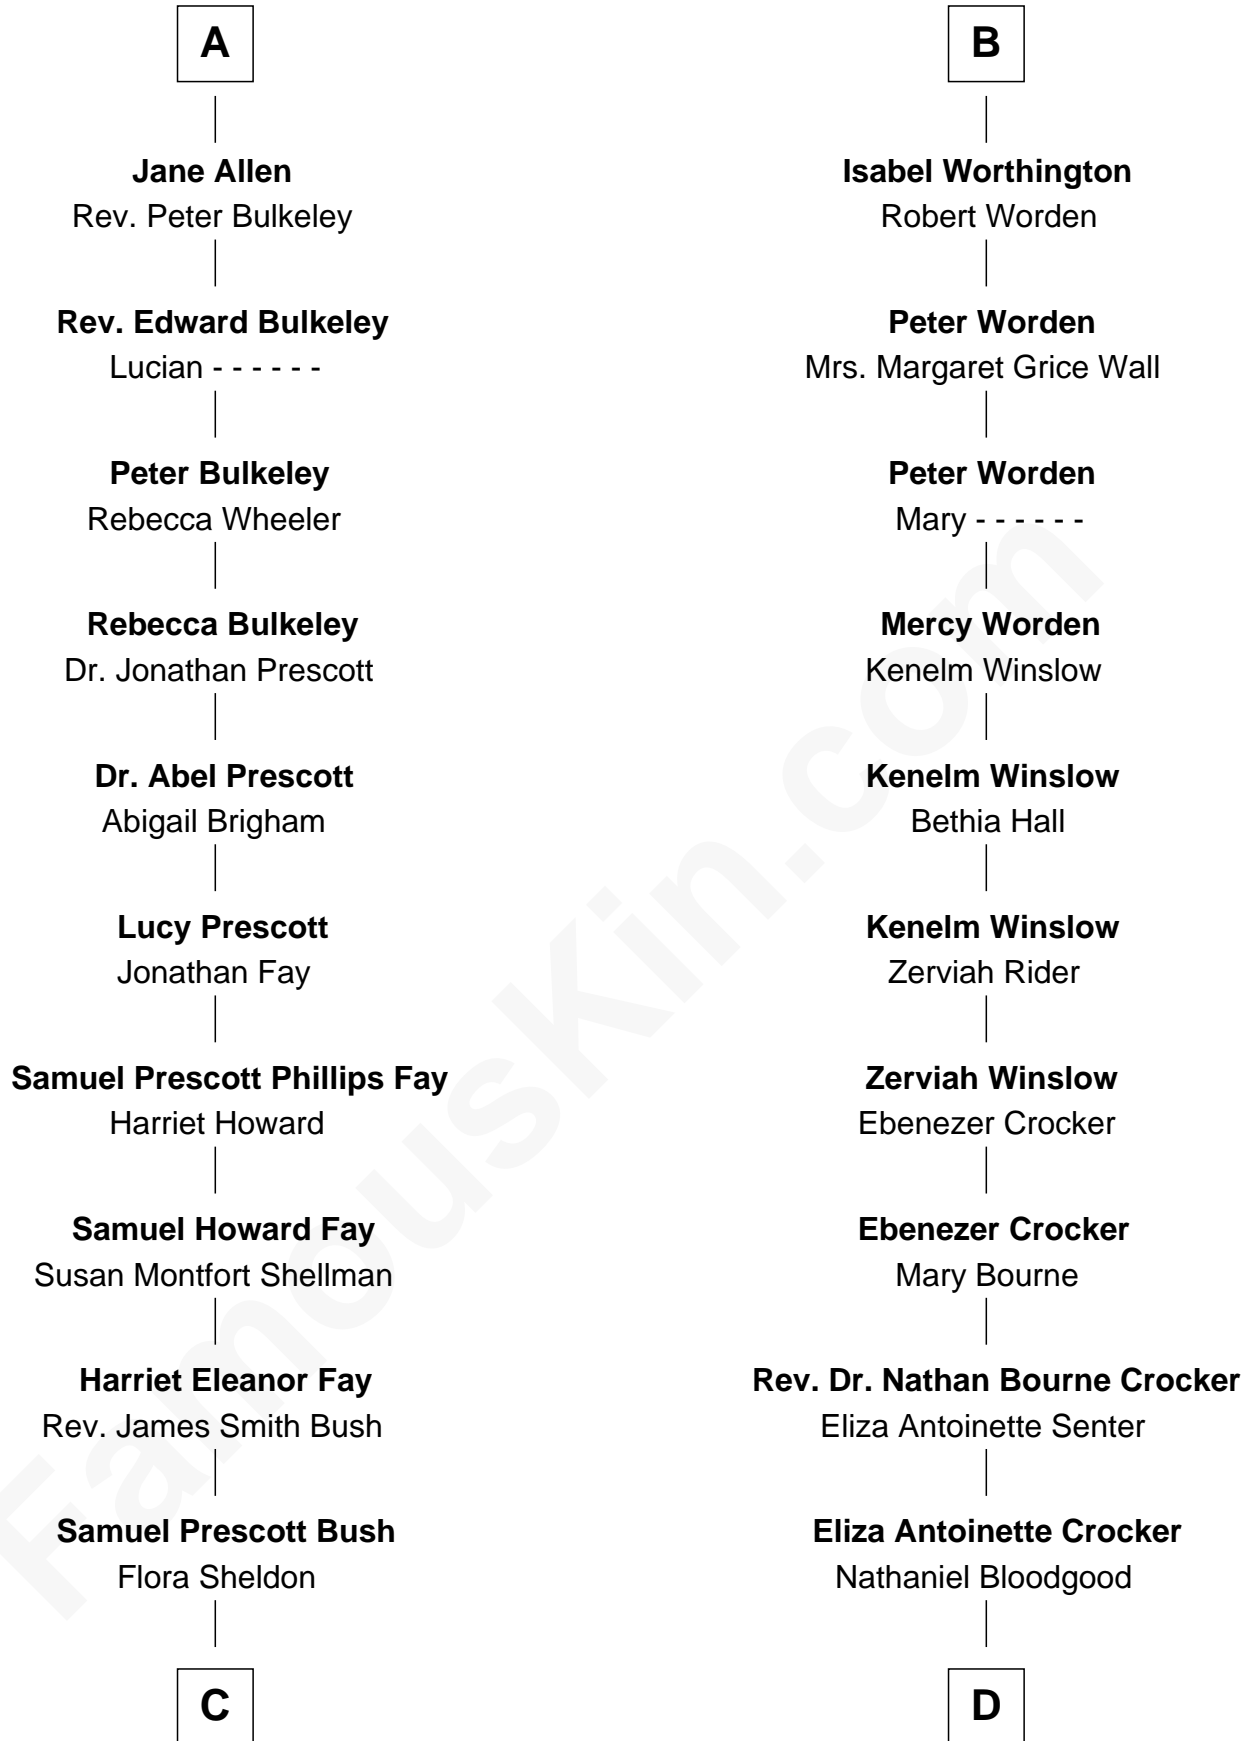 A
Jane Allen
Rev. Peter Bulkeley
Rev. Edward Bulkeley
Lucian - - - - - -
Peter Bulkeley
Rebecca Wheeler
Rebecca Bulkeley
Dr. Jonathan Prescott
Dr. Abel Prescott
Abigail Brigham
Lucy Prescott
Jonathan Fay
Samuel Prescott Phillips Fay
Harriet Howard
Samuel Howard Fay
Susan Montfort Shellman
Harriet Eleanor Fay
Rev. James Smith Bush
Samuel Prescott Bush
Flora Sheldon
C
B
Isabel Worthington
Robert Worden
Peter Worden
Mrs. Margaret Grice Wall
Peter Worden
Mary - - - - - -
Mercy Worden
Kenelm Winslow
Kenelm Winslow
Bethia Hall
Kenelm Winslow
Zerviah Rider
Zerviah Winslow
Ebenezer Crocker
Ebenezer Crocker
Mary Bourne
Rev. Dr. Nathan Bourne Crocker
Eliza Antoinette Senter
Eliza Antoinette Crocker
Nathaniel Bloodgood
D
FamousKin.com